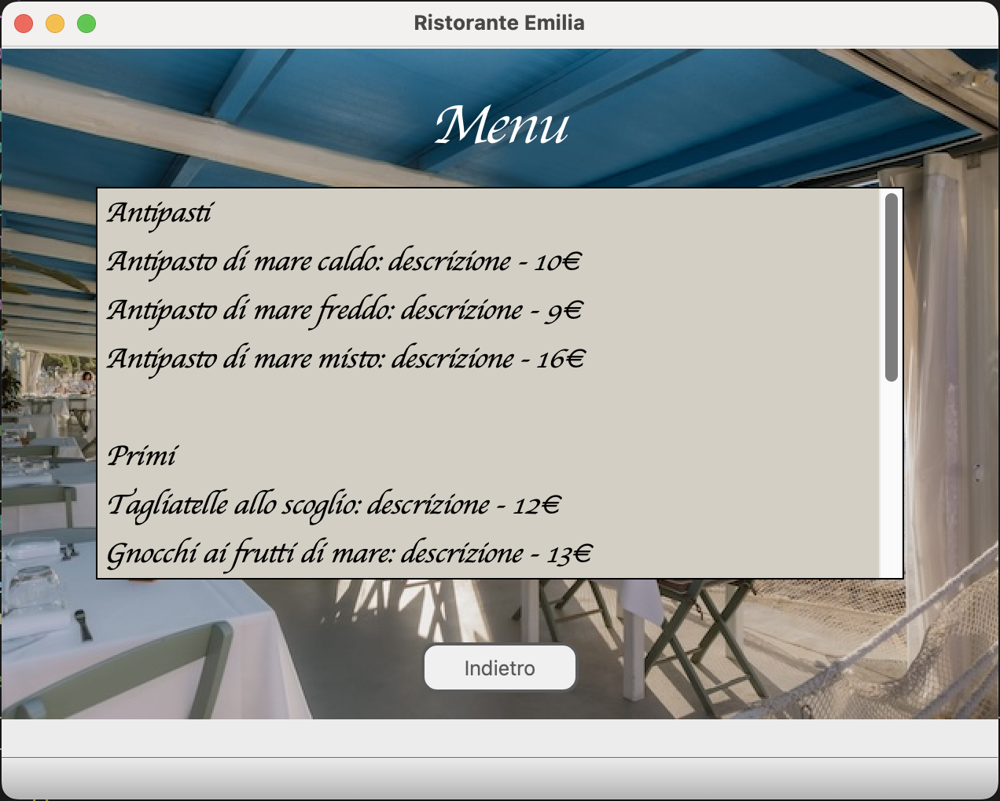 Ristorante Emilia
Menu
Antipasti
Antipasto di mare caldo: descrizione - 10€
Antipasto di mare freddo: descrizione - 9€
Antipasto di mare misto: descrizione - 16€
Primi
Tagliatelle allo scoglio: descrizione - 12€
Gnocchi ai frutti di mare: descrizione - 13€
Indietro